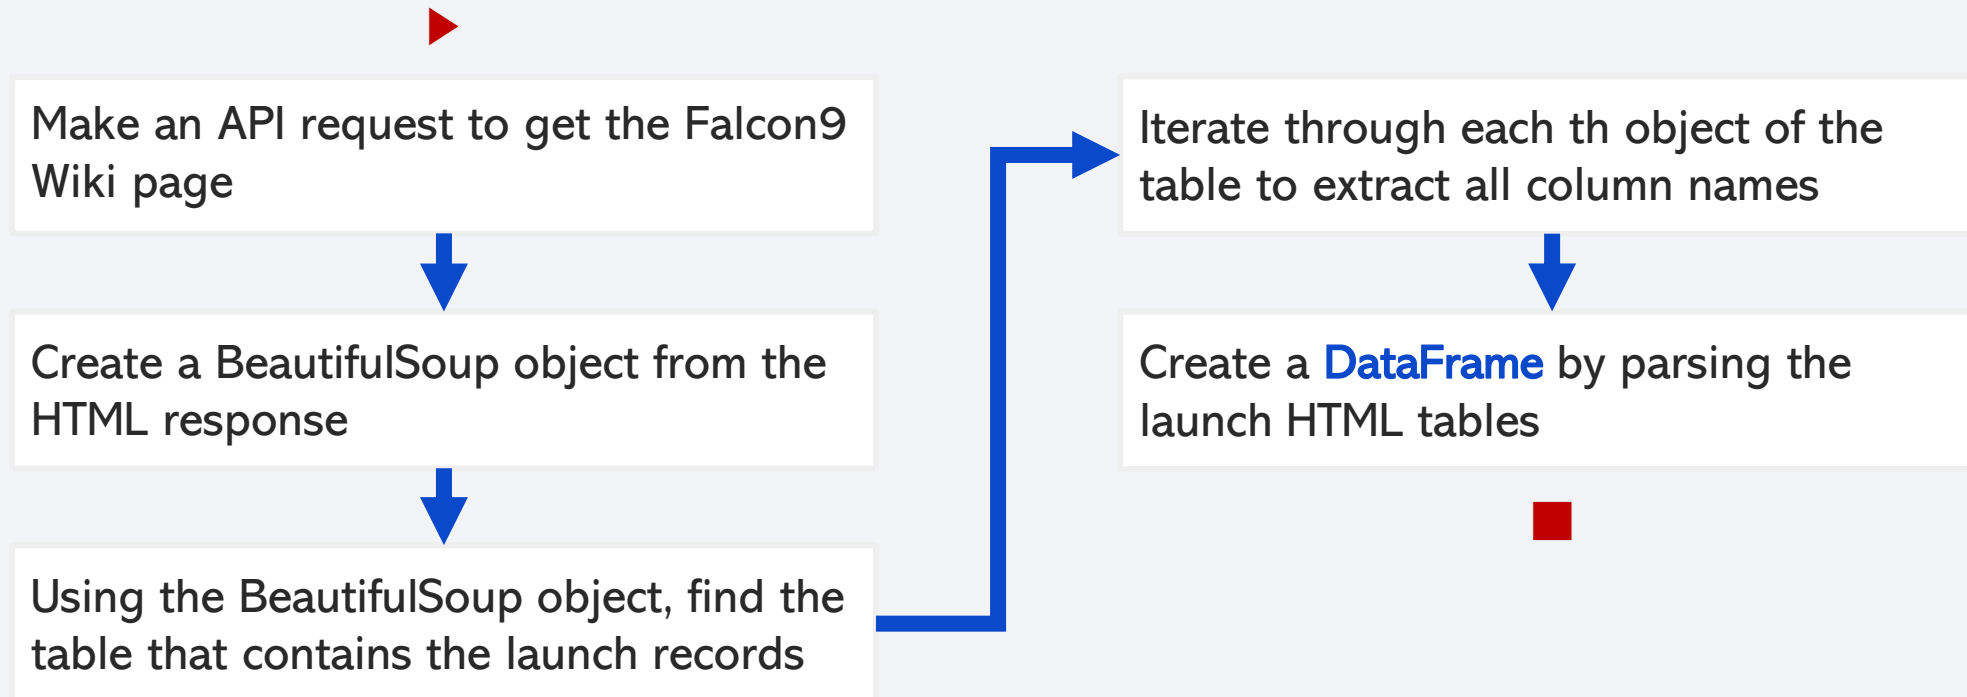 Make an API request to get the Falcon9
Wiki page
Create a BeautifulSoup object from the
HTML response
Using the BeautifulSoup object, find the
table that contains the launch records
Iterate through each th object of the
table to extract all column names
Create a DataFrame by parsing the
launch HTML tables